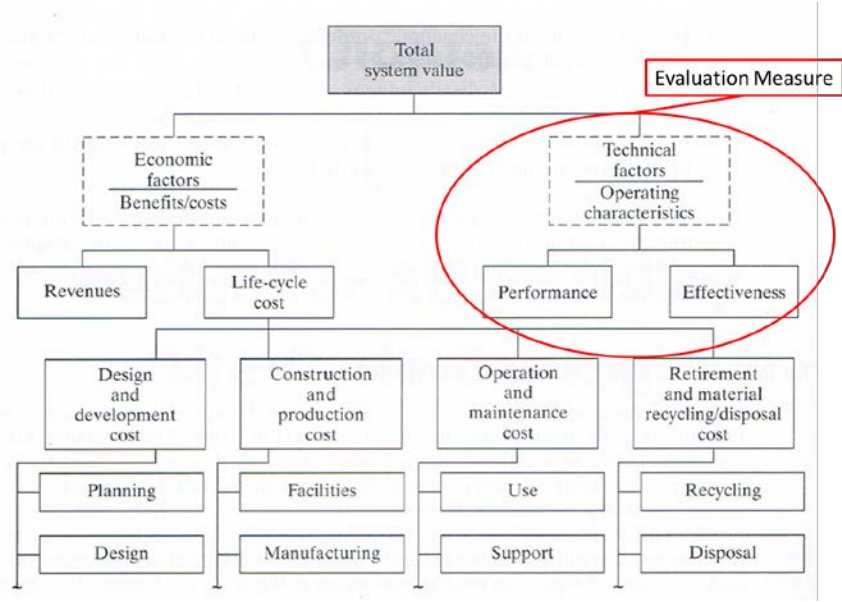 Total
system value
Evaluation Measure
Economic
factors
Benefits/costs
Technical
factors
Operating
characteristics
Revenues
Life-cycle
cost
Performance
Effectiveness
Design
and
development
cost
Construction
and
production
cost
Operation
and
maintenance
cost
Retirement
and material
recycling/disposal
cost
Planning
Facilities
Use
Recycling
Design
Manufacturing
Support
Disposal